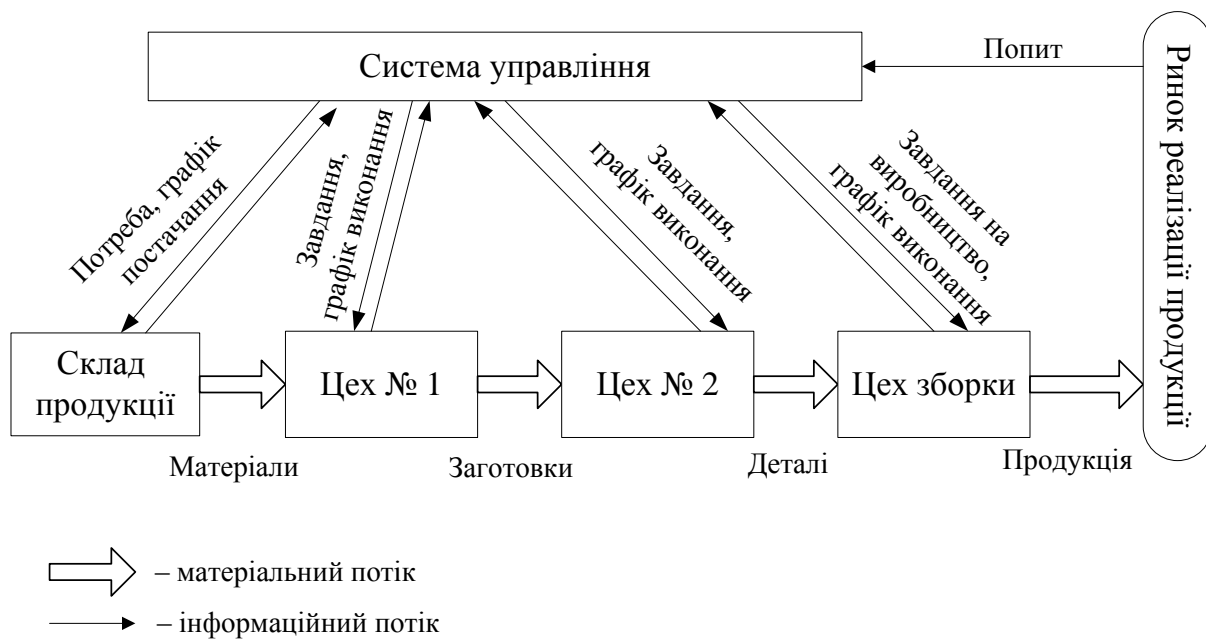 Система управління
Попит
Ринок реалізації продукції
Потреба, графік
постачання
Завдання,
графік виконання
Завдання,
графік виконання
Завдання на
виробництво,
графік виконання
Склад
продукції
Цех № 1
Цех № 2
Цех зборки
Матеріали
Заготовки
Деталі
Продукція
– матеріальний потік
– інформаційний потік